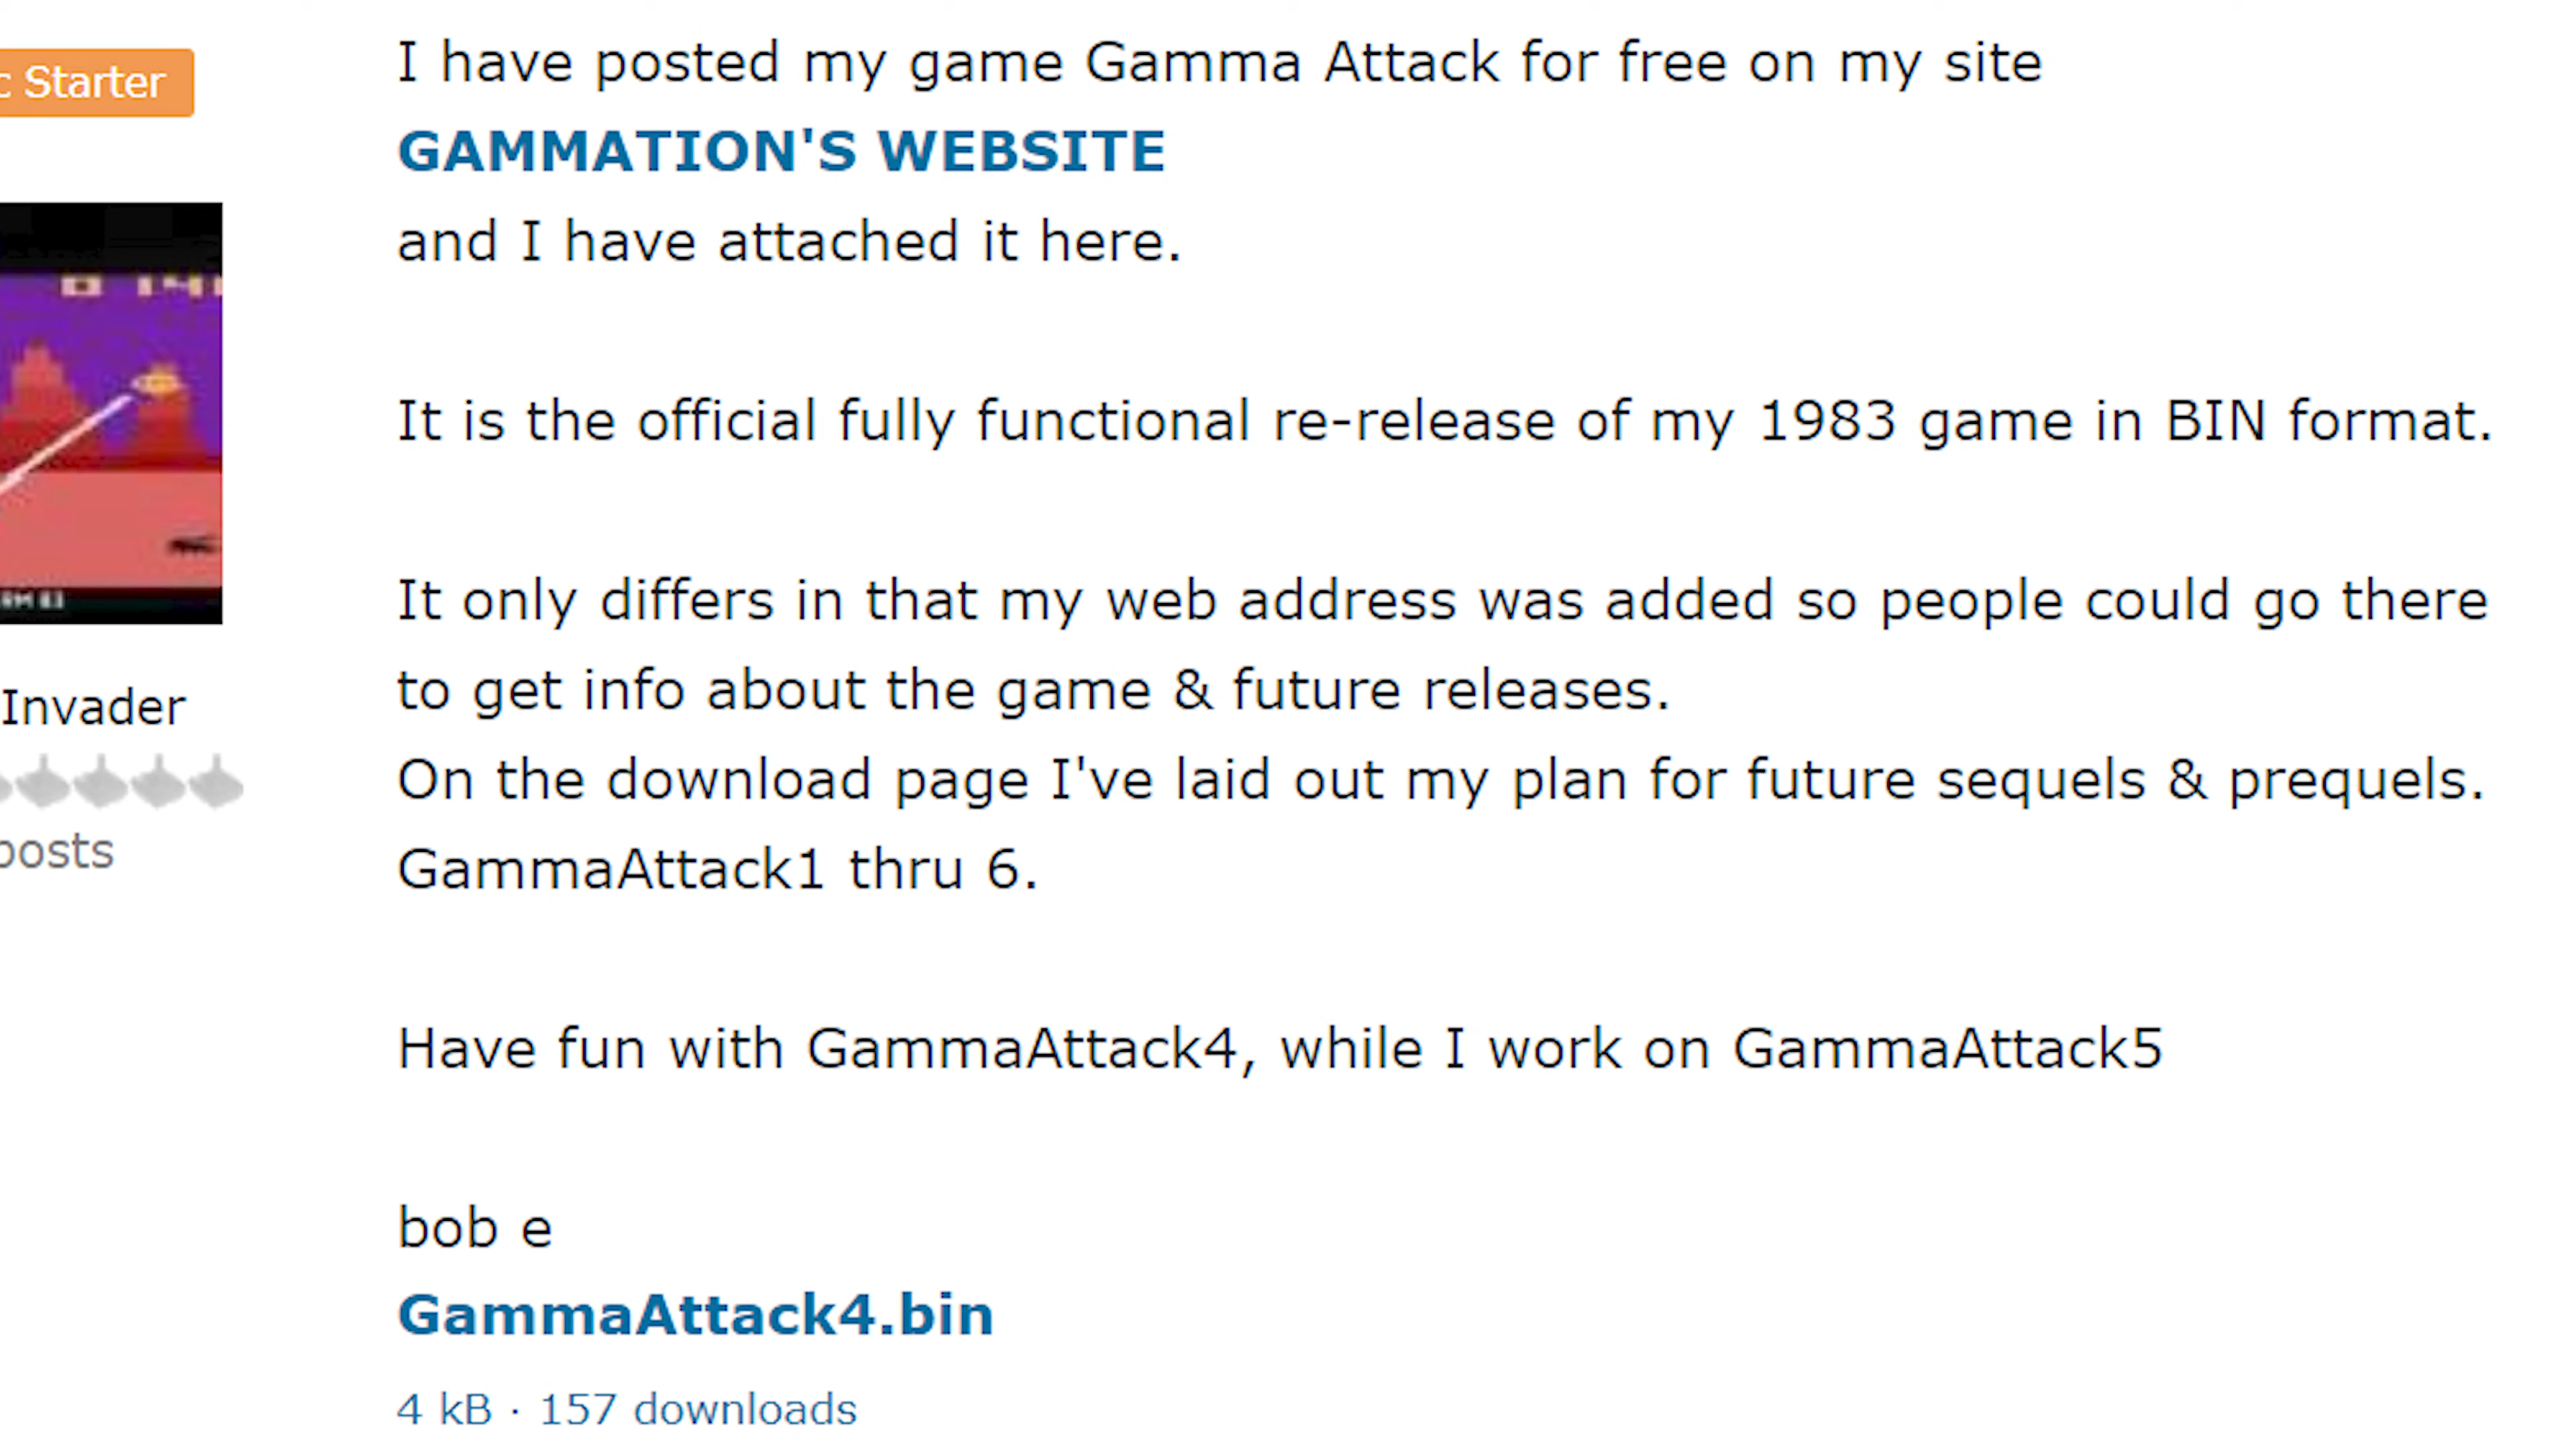 c Starter
Invader
posts
I have posted my game Gamma Attack for free on my site
GAMMATION'S WEBSITE
and I have attached it here.
It is the official fully functional re-release of my 1983 game in BIN format.
It only differs in that my web address was added so people could go there
to get info about the game & future releases.
On the download page I've laid out my plan for future sequels & prequels.
GammaAttack1 thru 6.
Have fun with GammaAttack4, while I work on GammaAttack5
bob e
GammaAttack4.bin
4 kB · 157 downloads